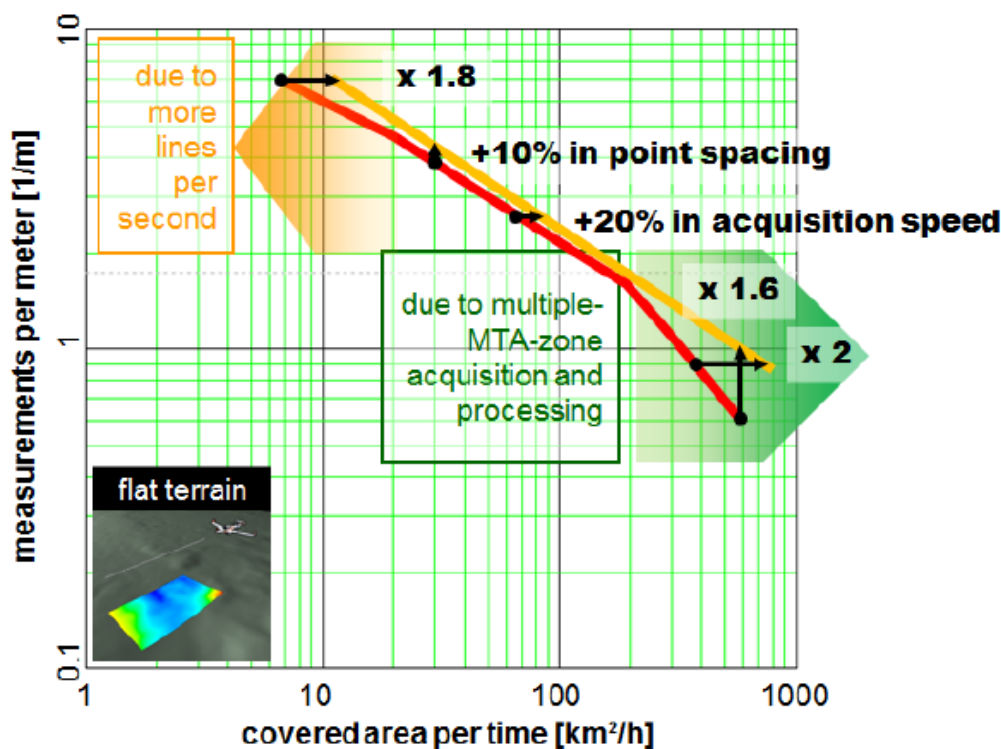 10
due to
more
lines
per
second
x 1.8
+10% in point spacing
+20% in acquisition speed
measurements per meter [1/m]
1
due to multiple-
MTA-zone
acquisition and
processing
x 1.6
x 2
flat terrain
0.1
1
10
100
1000
covered area per time [km²/h]